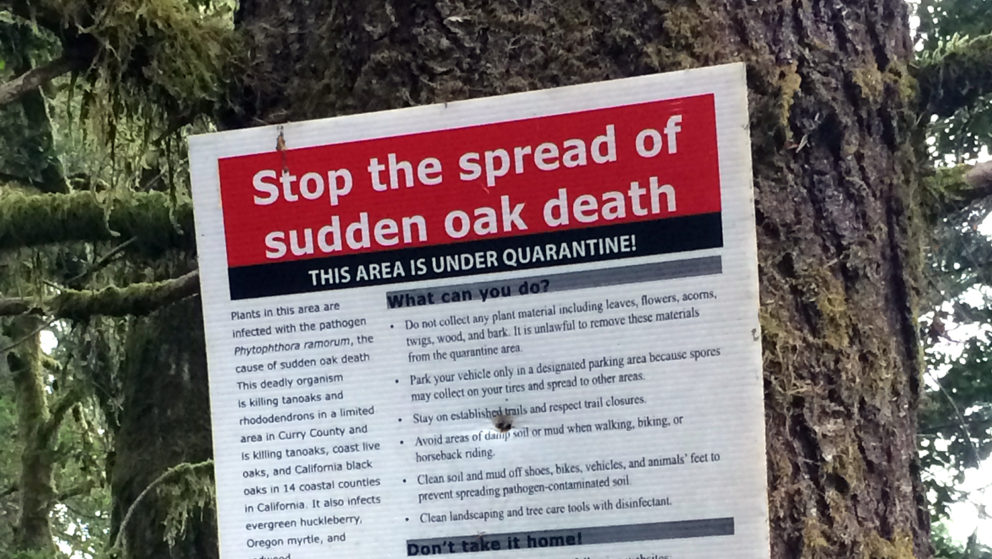 Stop the spread of
sudden oak death
THIS AREA IS UNDER QUARANTINE!
Plants in this area are
infected with the pathogen
Phytophthora ramorum, the
cause of sudden oak death
This deadly organism
is killing tanoaks and
rhododendrons in a limited
area in Curry County and
is killing tanoaks, coast live
oaks, and California black
oaks in 14 coastal counties
in California. It also infects
evergreen huckleberry,
Oregon myrtle, and
What can you do?
• Do not collect any plant material including leaves, flowers, acorns,
twigs, wood, and bark. It is unlawful to remove these materials
from the quarantine area.
• Park your vehicle only in a designated parking area because spores
may collect on your tires and spread to other areas.
• Stay on established trails and respect trail closures.
• Avoid areas of damp soil or mud when walking, biking, or
horseback riding.
• Clean soil and mud off shoes, bikes, vehicles, and animals' feet to
prevent spreading pathogen-contaminated soil.
• Clean landscaping and tree care tools with disinfectant.
Don't take it home!